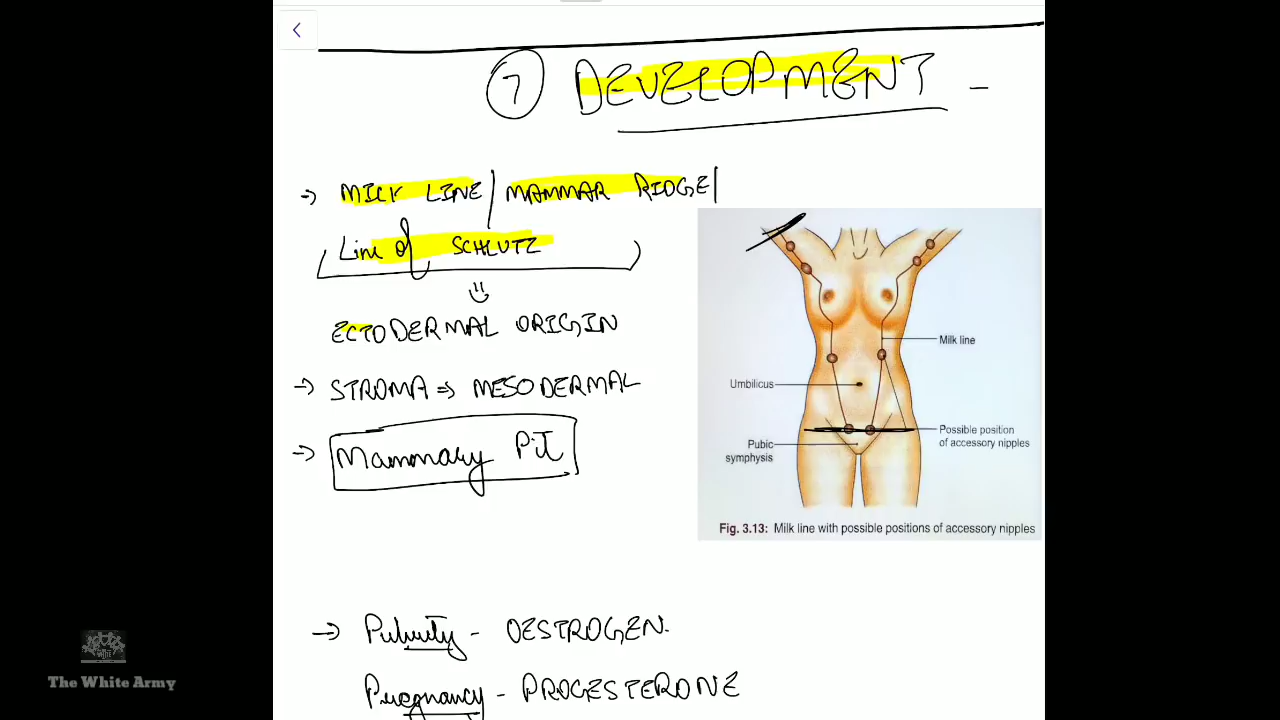 7 DEVELOPMENT -
→ MILK LINE / MAMMAR RIDGE /
Line of SCHLUTZ
ECTODERMAL ORIGIN
→ STROMA ⇒ MESODERMAL
→ Mammary Pit
Milk line
Umbilicus
Possible position
of accessory nipples
Pubic
symphysis
Fig. 3.13: Milk line with possible positions of accessory nipples
→ Puberty - OESTROGEN.
Pregnancy - PROGESTERONE
The White Army